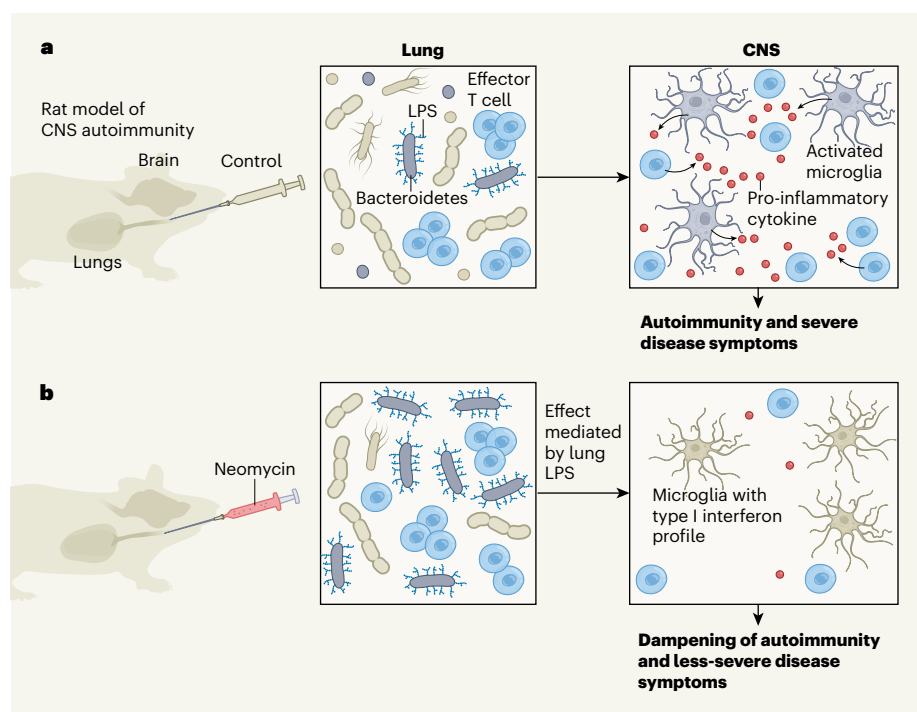 a
Lung
CNS
Rat model of
CNS autoimmunity
Brain
Control
Lungs
Effector
T cell
LPS
Bacteroidetes
Activated
microglia
Pro-inflammatory
cytokine
Autoimmunity and severe
disease symptoms
b
Neomycin
Effect
mediated
by lung
LPS
Microglia with
type I interferon
profile
Dampening of autoimmunity
and less-severe disease
symptoms